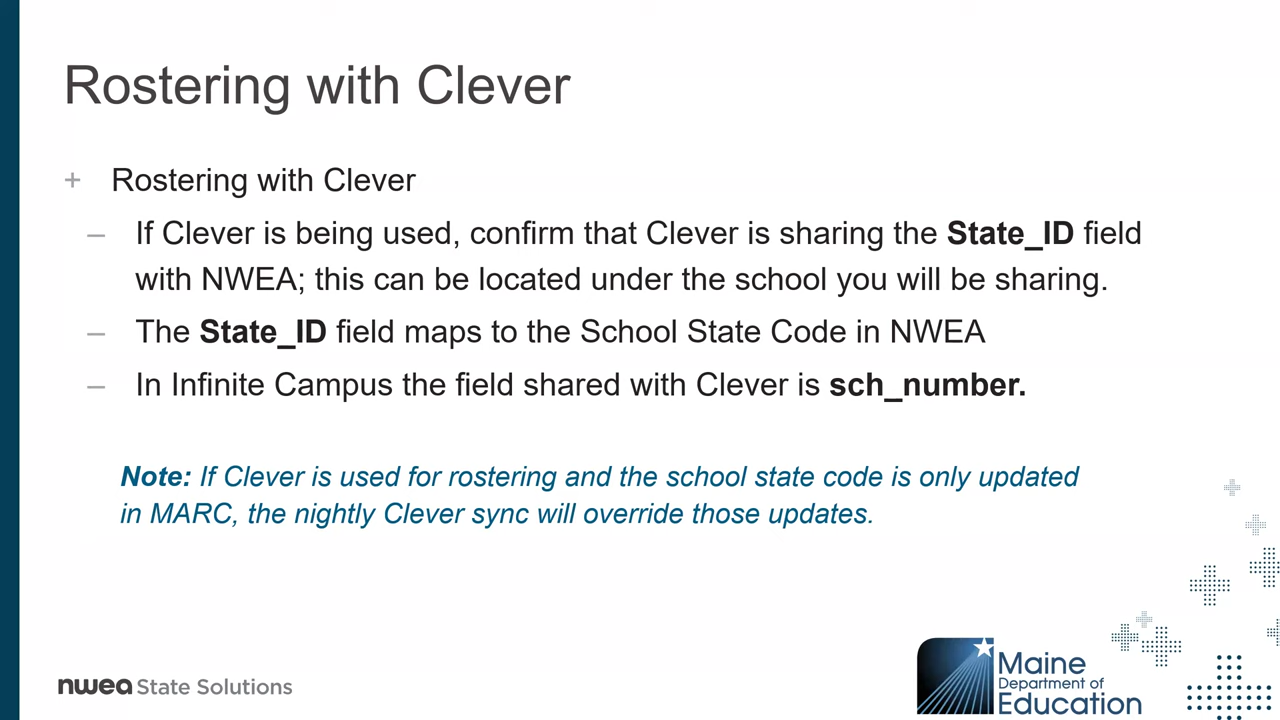 Rostering with Clever
+ Rostering with Clever
– If Clever is being used, confirm that Clever is sharing the State_ID field
with NWEA; this can be located under the school you will be sharing.
– The State_ID field maps to the School State Code in NWEA
– In Infinite Campus the field shared with Clever is sch_number.
Note: If Clever is used for rostering and the school state code is only updated
in MARC, the nightly Clever sync will override those updates.
nwea State Solutions
Maine
Department of
Education